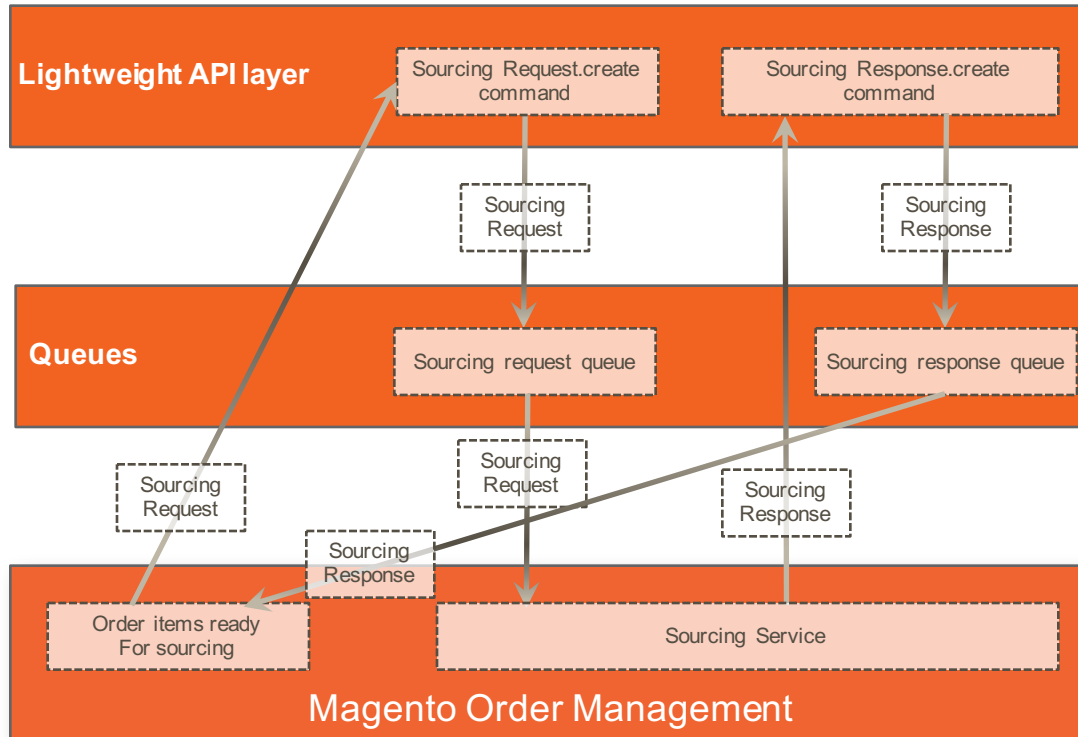 Lightweight API layer
Sourcing Request.create
command
Sourcing Response.create
command
Sourcing
Request
Sourcing
Response
Queues
Sourcing request queue
Sourcing response queue
Sourcing
Request
Sourcing
Request
Sourcing
Response
Sourcing
Response
Order items ready
For sourcing
Sourcing Service
Magento Order Management